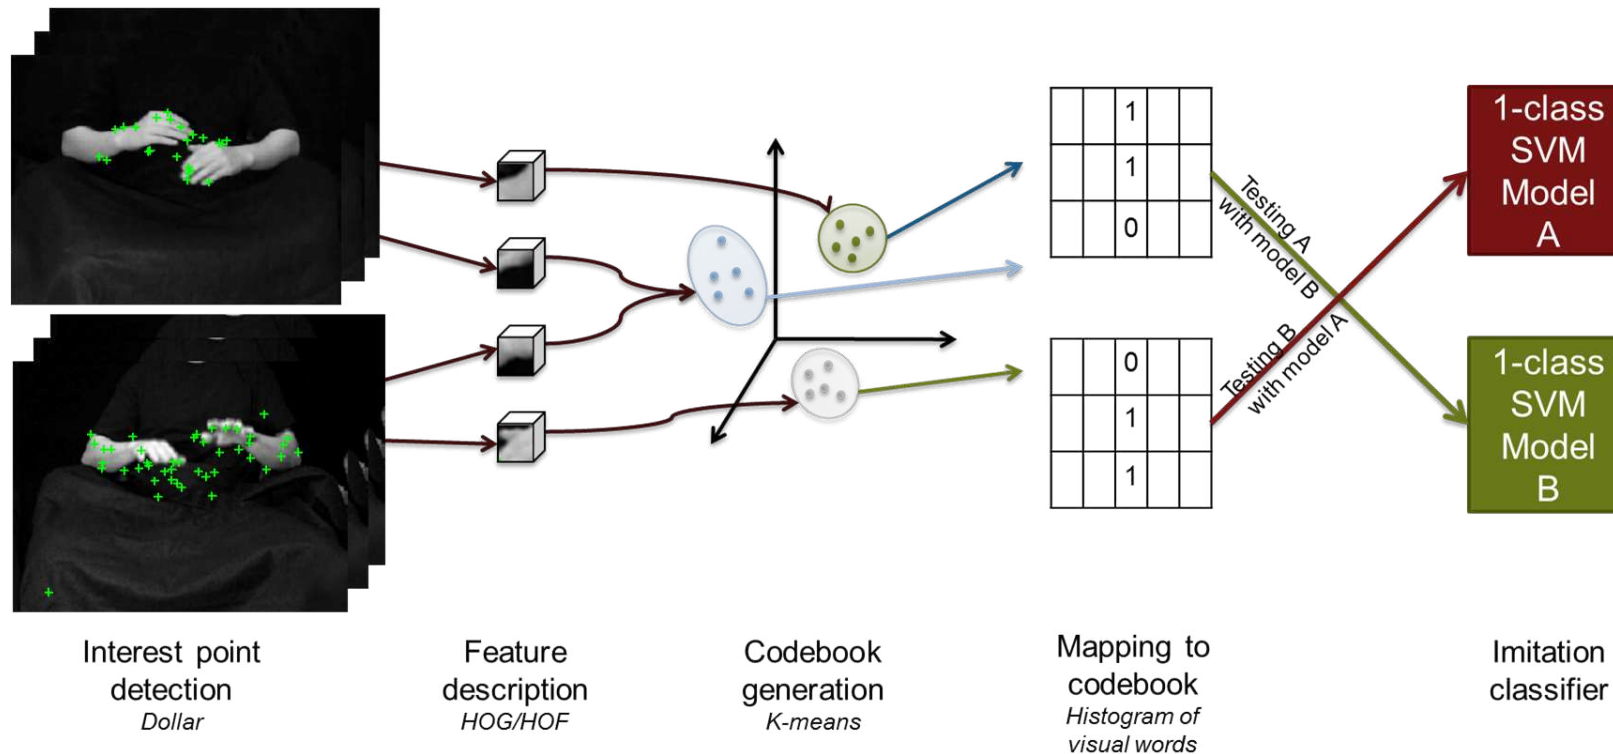 1
1
0
0
1
1
Testing A
with model B
Testing B
with model A
1-class
SVM
Model
A
1-class
SVM
Model
B
Interest point
detection
Dollar
Feature
description
HOG/HOF
Codebook
generation
K-means
Mapping to
codebook
Histogram of
visual words
Imitation
classifier